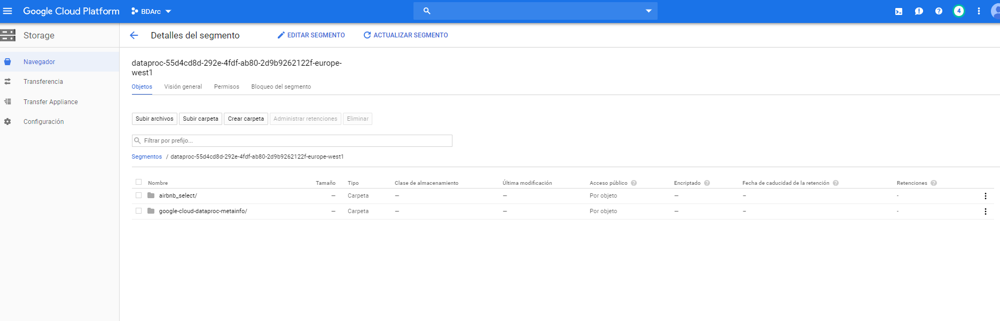 Google Cloud Platform BDArc 4
Storage
Detalles del segmento EDITAR SEGMENTO ACTUALIZAR SEGMENTO
Navegador
Transferencia
Transfer Appliance
Configuración
dataproc-55d4cd8d-292e-4fdf-ab80-2d9b9262122f-europe-
west1
Objetos Visión general Permisos Bloqueo del segmento
Subir archivos Subir carpeta Crear carpeta Administrar retenciones Eliminar
Filtrar por prefijo...
Segmentos / dataproc-55d4cd8d-292e-4fdf-ab80-2d9b9262122f-europe-west1
Nombre Tamaño Tipo Clase de almacenamiento Última modificación Acceso público Encriptado Fecha de caducidad de la retención Retenciones
airbnb_select/ — Carpeta — — Por objeto — – -
google-cloud-dataproc-metainfo/ — Carpeta — — Por objeto — – -